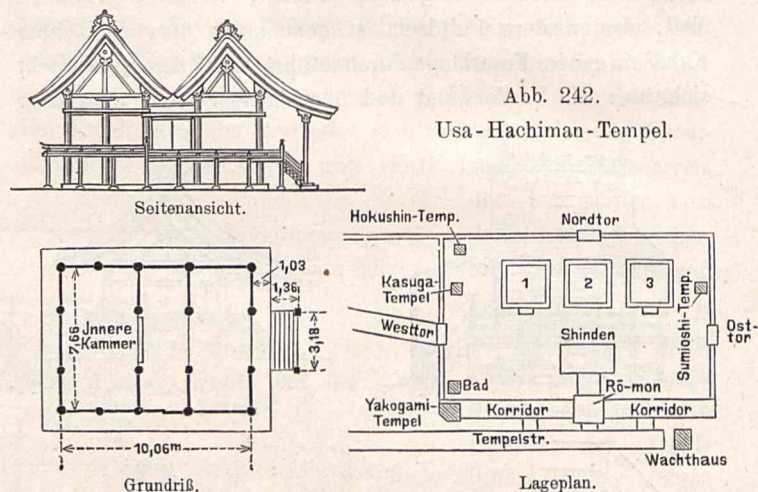 Abb. 242.
Usa-Hachiman-Tempel.
Seitenansicht.
1,03
1,36
3,18
7,66
Jnnere
Kammer
10,06m
Grundriß.
Hokushin-Temp.
Nordtor
Kasuga-
Tempel
1
2
3
Sumioshi-Temp.
Westtor
Shinden
Ost-
tor
Bad
Rō-mon
Yakogami-
Tempel
Korridor
Korridor
Tempelstr.
Wachthaus
Lageplan.